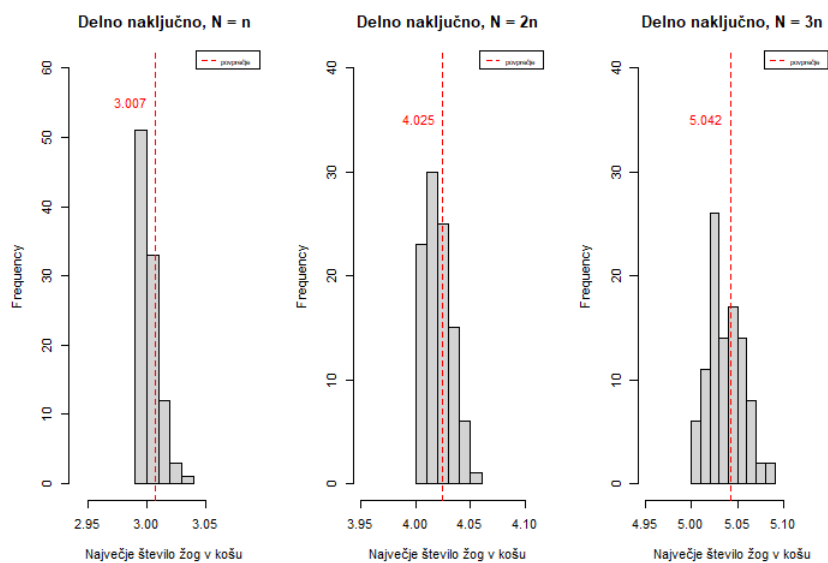 Delno naključno, N = n
povprečje
3.007
Frequency
0 10 20 30 40 50 60
2.95 3.00 3.05
Največje število žog v košu
Delno naključno, N = 2n
povprečje
4.025
Frequency
0 10 20 30 40
3.95 4.00 4.05 4.10
Največje število žog v košu
Delno naključno, N = 3n
povprečje
5.042
Frequency
0 10 20 30 40
4.95 5.00 5.05 5.10
Največje število žog v košu